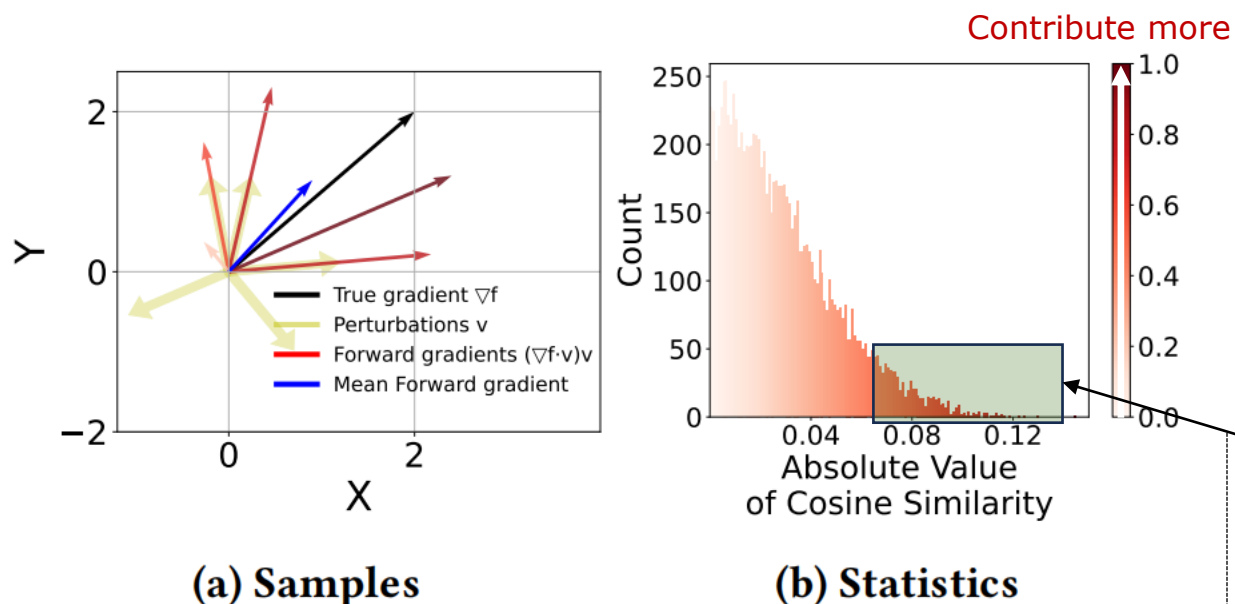 Contribute more
2
0
−2
0
2
Y
X
True gradient ∇f
Perturbations v
Forward gradients (∇f·v)v
Mean Forward gradient
250
200
150
100
50
0
Count
0.04
0.08
0.12
Absolute Value
of Cosine Similarity
1.0
0.8
0.6
0.4
0.2
0.0
(a) Samples
(b) Statistics